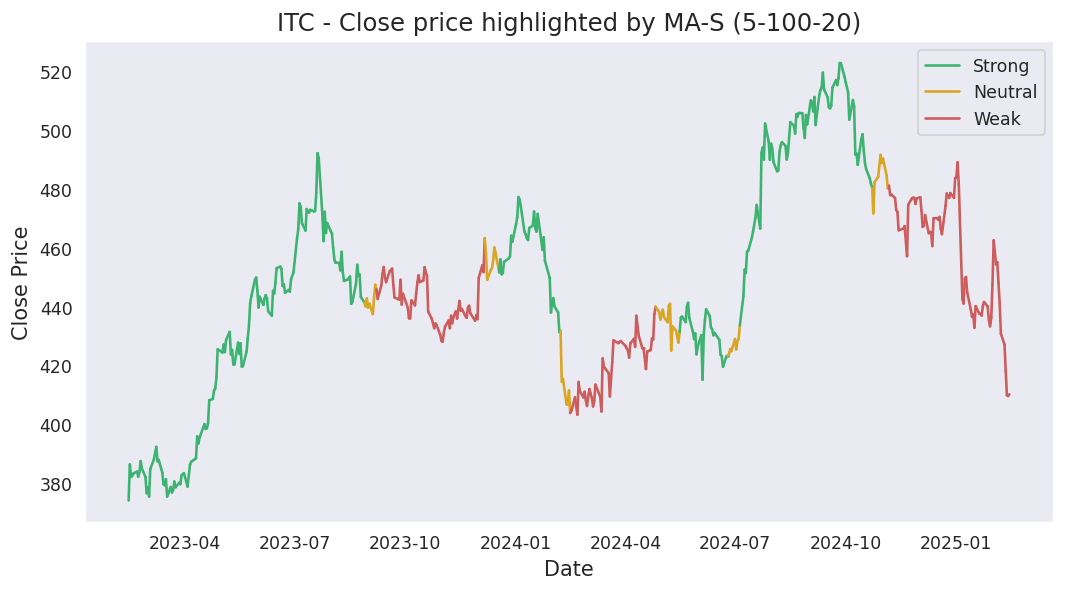 ITC - Close price highlighted by MA-S (5-100-20)
Strong
Neutral
Weak
Close Price
520
500
480
460
440
420
400
380
2023-04
2023-07
2023-10
2024-01
2024-04
2024-07
2024-10
2025-01
Date